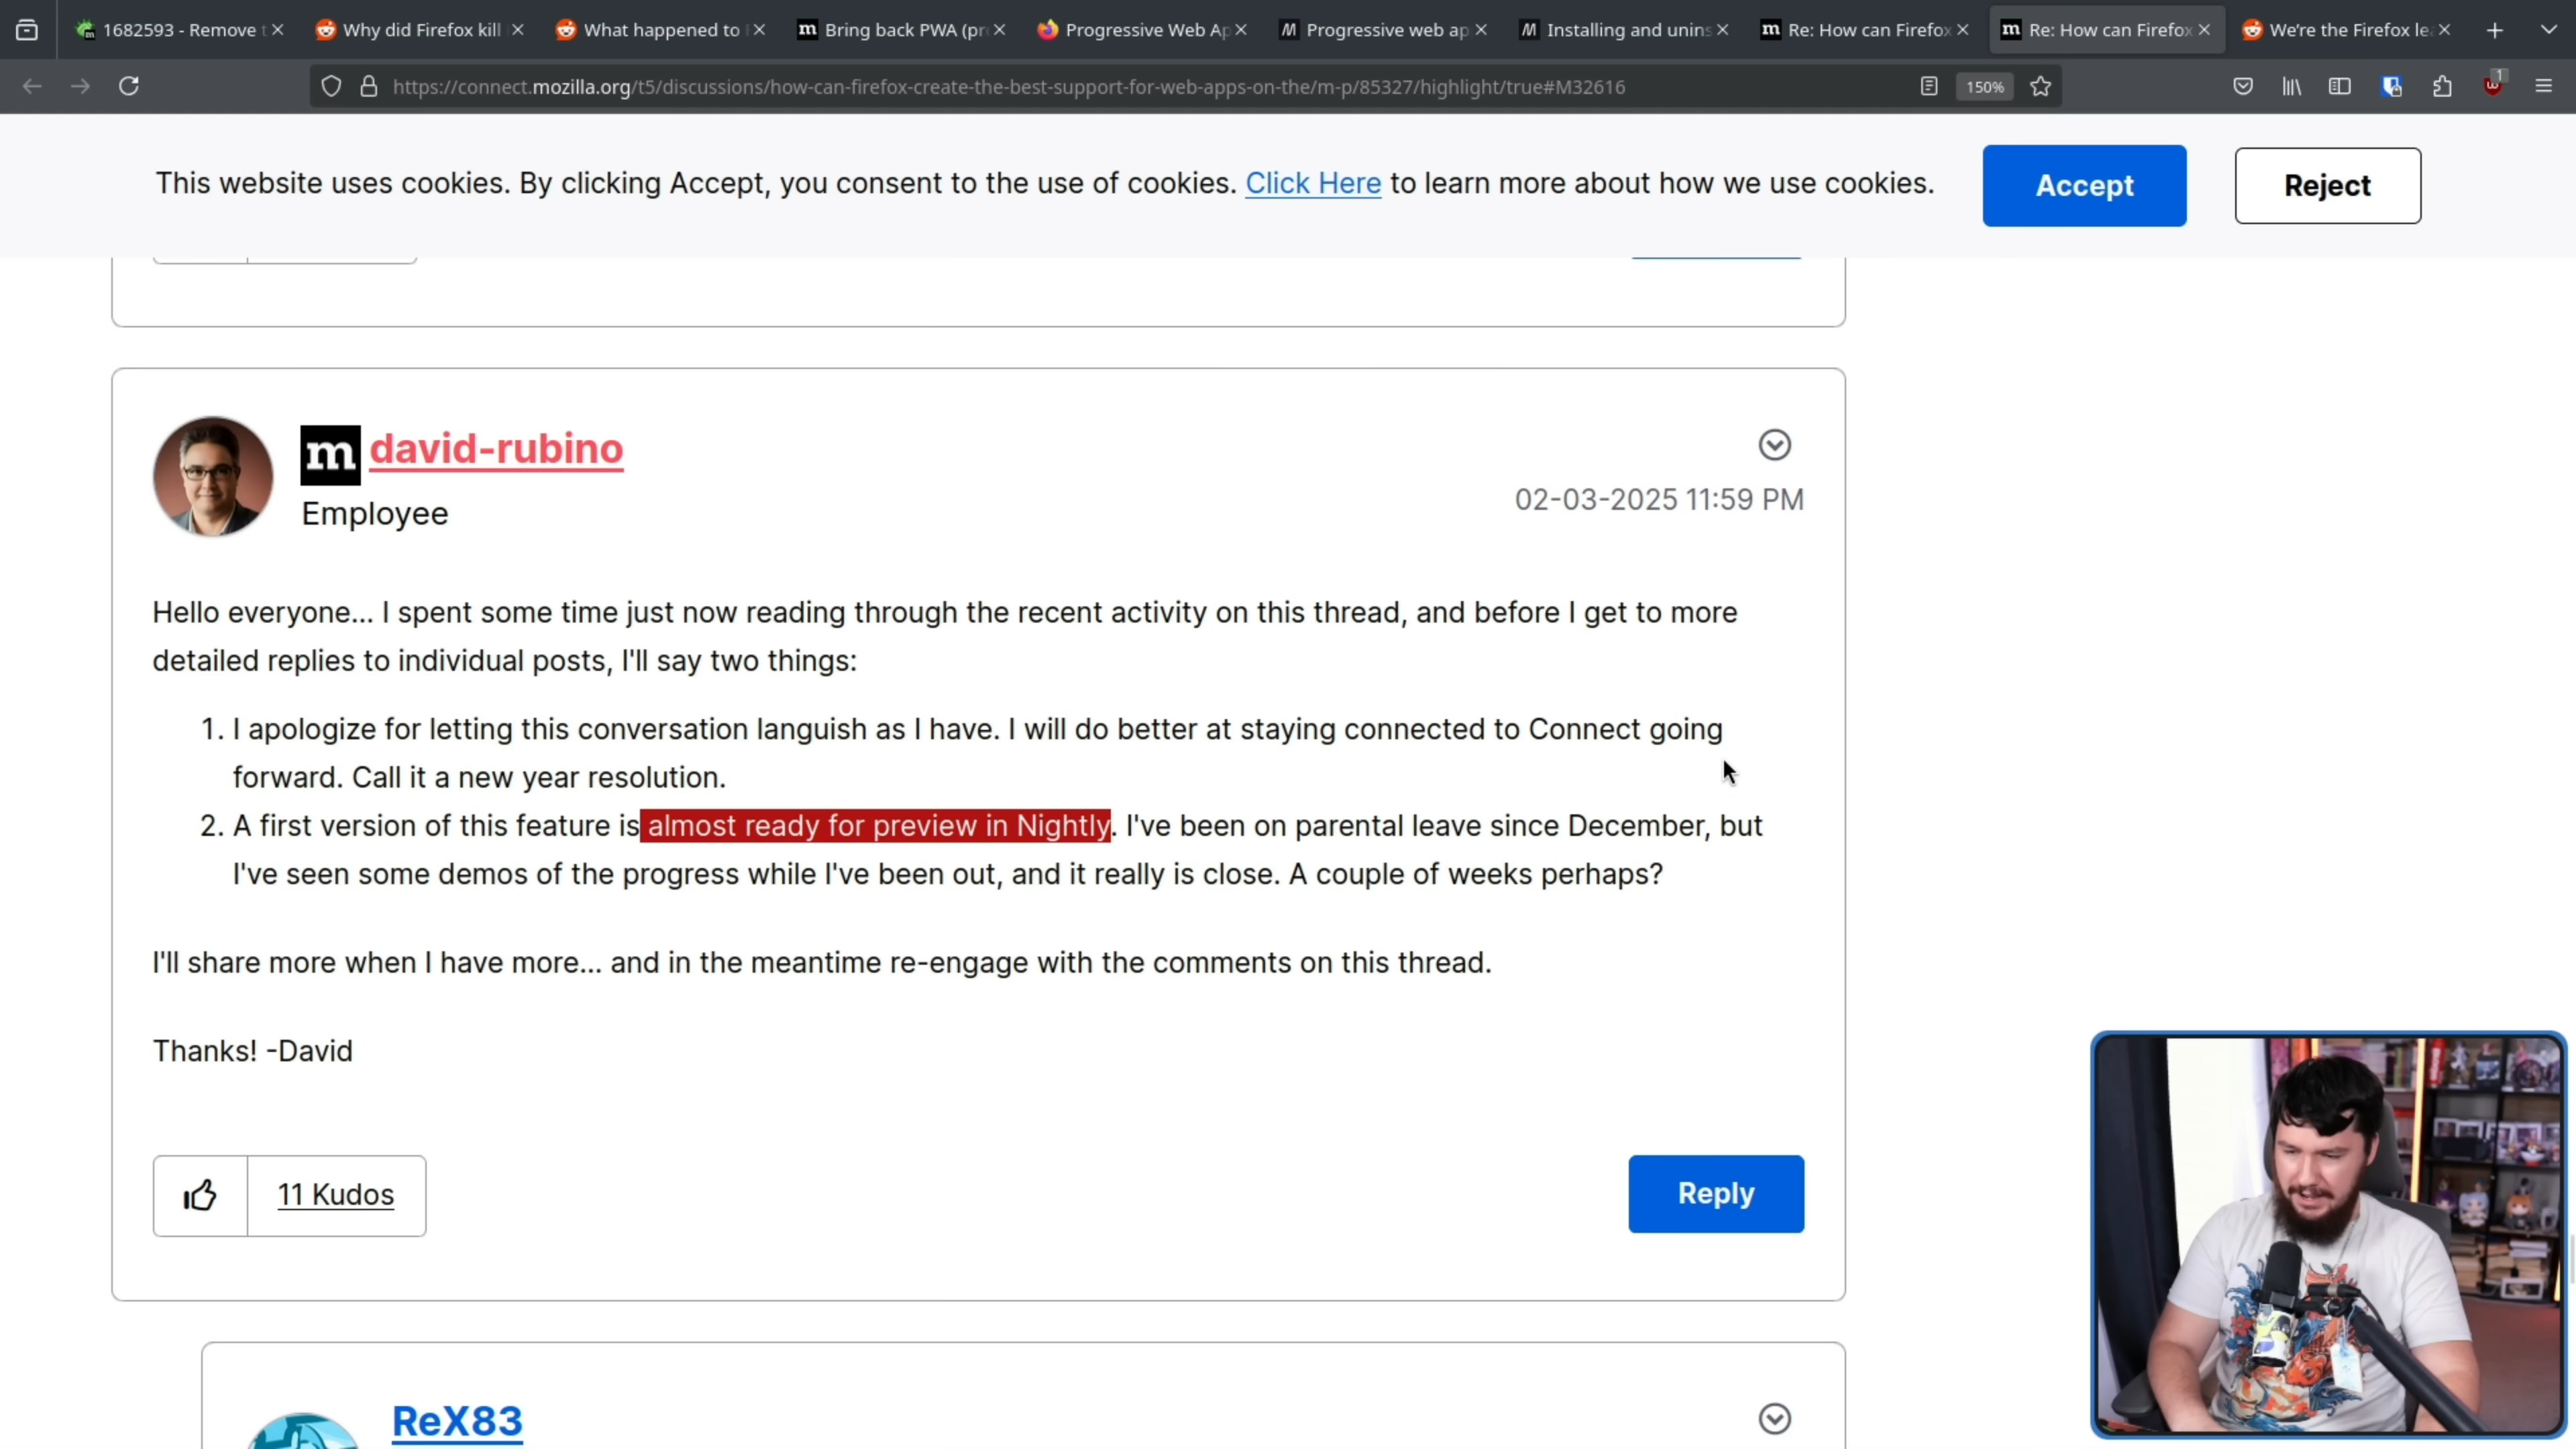 1682593 - Remove t
Why did Firefox kill
What happened to
Bring back PWA (pr
Progressive Web Ap
Progressive web ap
Installing and unins
Re: How can Firefox
Re: How can Firefox
We're the Firefox le
https://connect.mozilla.org/t5/discussions/how-can-firefox-create-the-best-support-for-web-apps-on-the/m-p/85327/highlight/true#M32616
150%
1
This website uses cookies. By clicking Accept, you consent to the use of cookies. Click Here to learn more about how we use cookies.
Accept
Reject
m david-rubino
Employee
02-03-2025 11:59 PM
Hello everyone... I spent some time just now reading through the recent activity on this thread, and before I get to more
detailed replies to individual posts, I'll say two things:
1. I apologize for letting this conversation languish as I have. I will do better at staying connected to Connect going
forward. Call it a new year resolution.
2. A first version of this feature is almost ready for preview in Nightly. I've been on parental leave since December, but
I've seen some demos of the progress while I've been out, and it really is close. A couple of weeks perhaps?
I'll share more when I have more... and in the meantime re-engage with the comments on this thread.
Thanks! -David
11 Kudos
Reply
ReX83